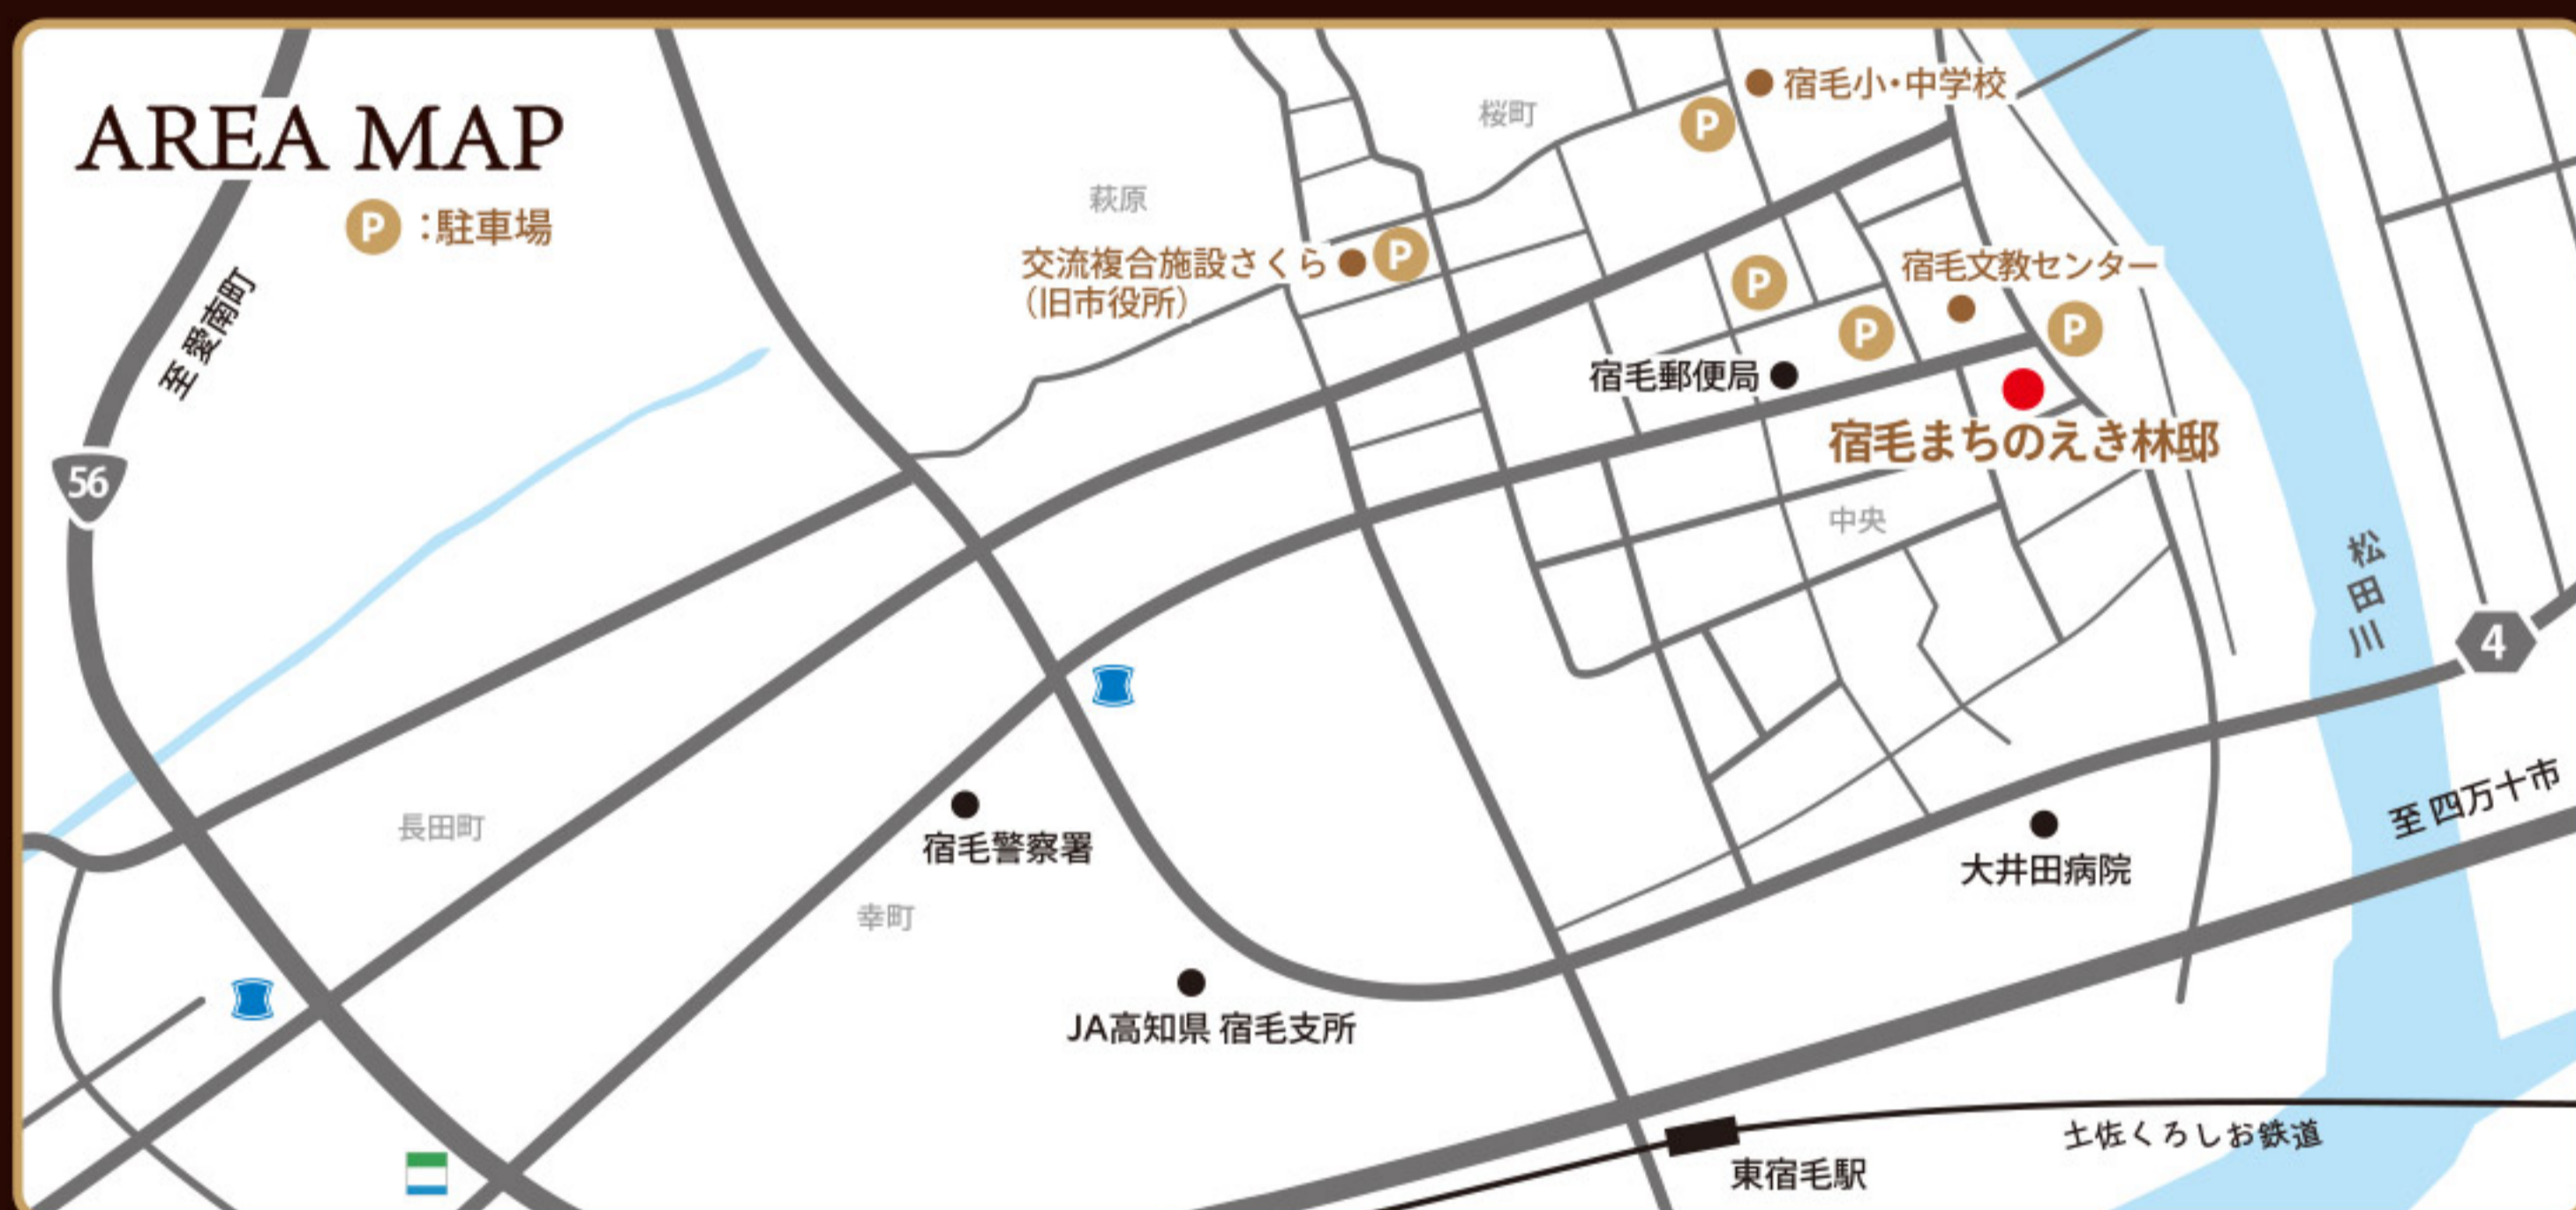 AREA MAP
P：駐車場
至 愛南町
56
萩原
桜町
宿毛小・中学校
P
交流複合施設さくら
（旧市役所）
P
P
P
宿毛文教センター
P
宿毛郵便局
宿毛まちのえき林邸
中央
松田川
4
至 四万十市
長田町
宿毛警察署
幸町
大井田病院
JA高知県 宿毛支所
土佐くろしお鉄道
東宿毛駅